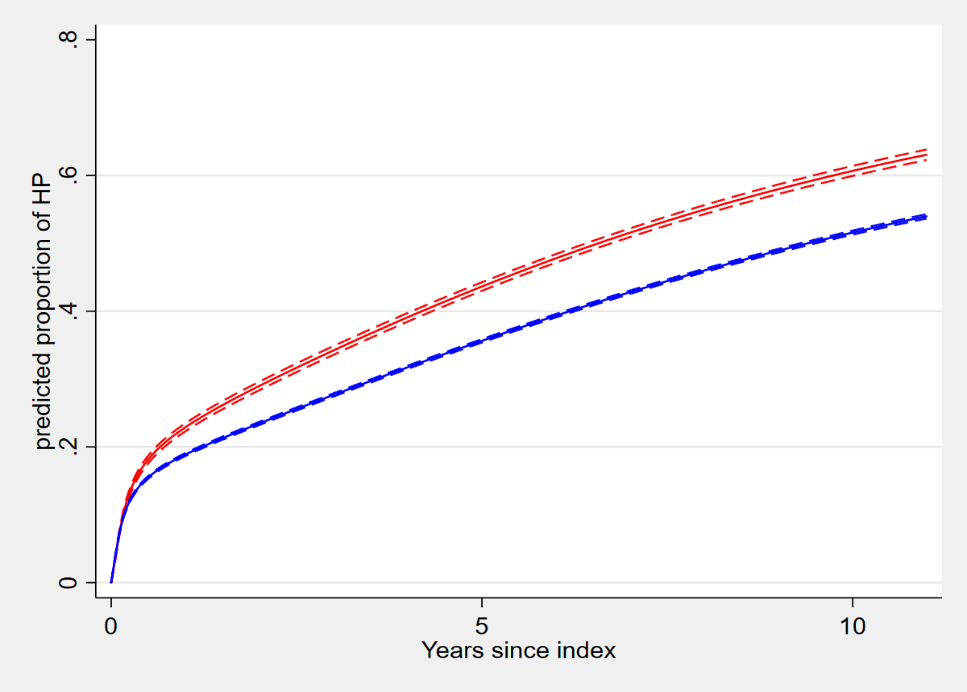 predicted proportion of HP
.8
.6
.4
.2
0
0 5 10
Years since index